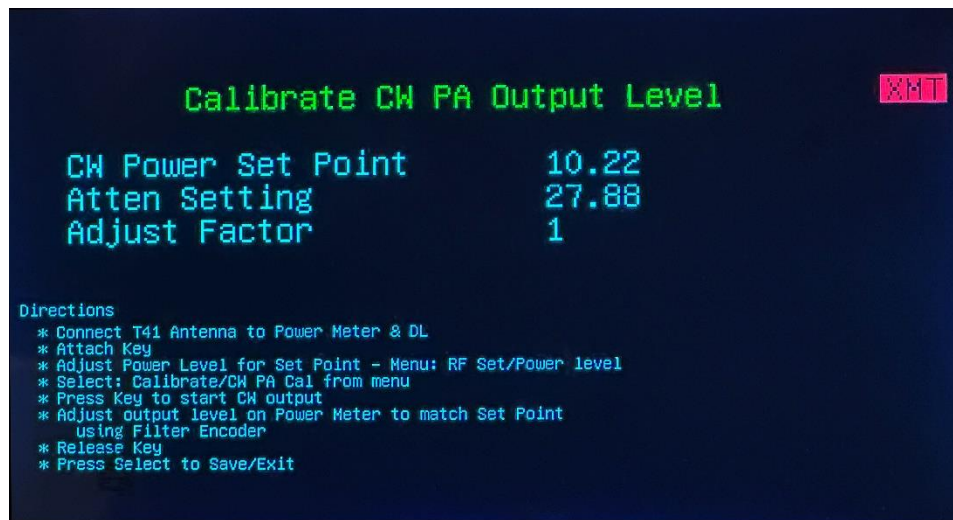 Calibrate CW PA Output Level
XMT
CW Power Set Point 10.22
Atten Setting 27.88
Adjust Factor 1
Directions
* Connect T41 Antenna to Power Meter & DL
* Attach Key
* Adjust Power Level for Set Point - Menu: RF Set/Power level
* Select: Calibrate/CW PA Cal from menu
* Press Key to start CW output
* Adjust output level on Power Meter to match Set Point
using Filter Encoder
* Release Key
* Press Select to Save/Exit